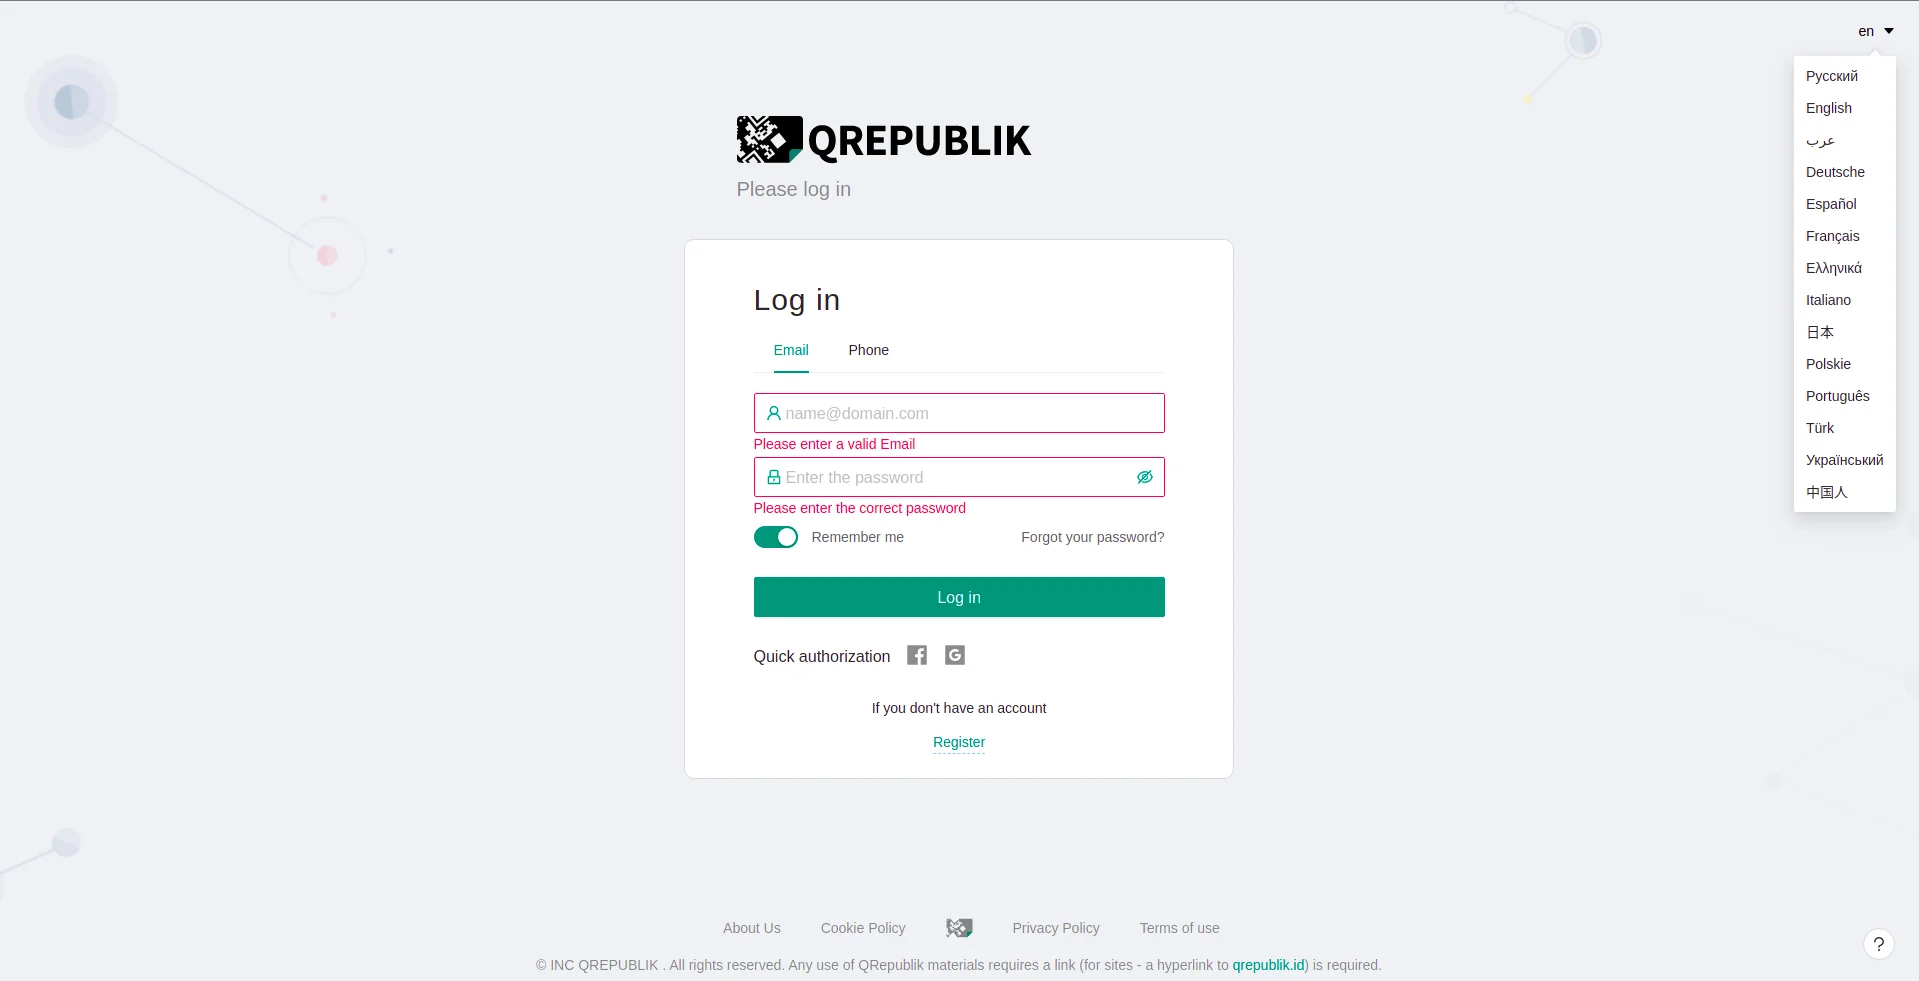 en
Русский
English
عرب
Deutsche
Español
Français
Ελληνικά
Italiano
日本
Polskie
Português
Türk
Український
中国人
QREPUBLIK
Please log in
Log in
Email Phone
name@domain.com
Please enter a valid Email
Enter the password
Please enter the correct password
Remember me Forgot your password?
Log in
Quick authorization
If you don't have an account
Register
About Us Cookie Policy Privacy Policy Terms of use
?
© INC QREPUBLIK . All rights reserved. Any use of QRepublik materials requires a link (for sites - a hyperlink to qrepublik.id) is required.